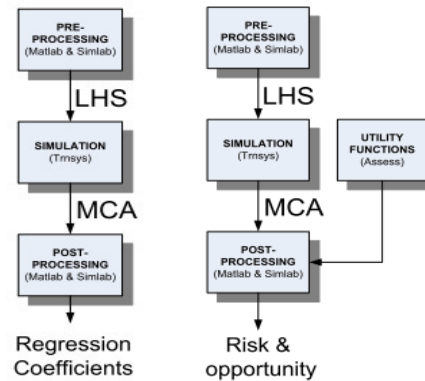 PRE-
PROCESSING
(Matlab & Simlab)
LHS
SIMULATION
(Trnsys)
MCA
POST-
PROCESSING
(Matlab & Simlab)
Regression
Coefficients
PRE-
PROCESSING
(Matlab & Simlab)
LHS
SIMULATION
(Trnsys)
UTILITY
FUNCTIONS
(Assess)
MCA
POST-
PROCESSING
(Matlab & Simlab)
Risk &
opportunity